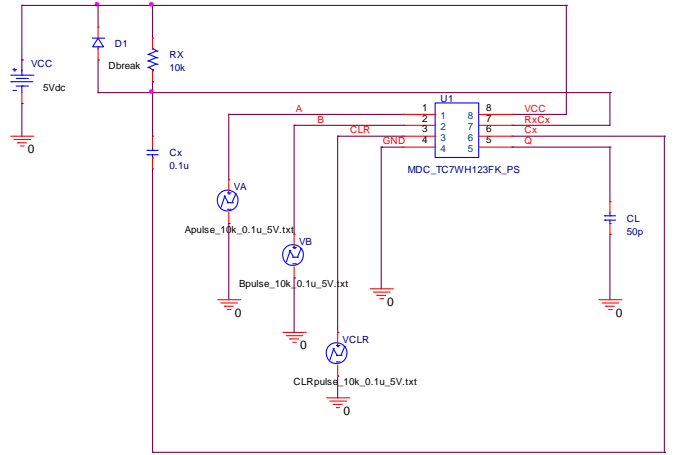 VCC
5Vdc
0
D1
Dbreak
RX
10k
Cx
0.1u
A
B
CLR
GND
U1
1 1 8 8 VCC
2 2 7 7 RxCx
3 3 6 6 Cx
4 4 5 5 Q
MDC_TC7WH123FK_PS
VA
Apulse_10k_0.1u_5V.txt
0
VB
Bpulse_10k_0.1u_5V.txt
0
VCLR
CLRpulse_10k_0.1u_5V.txt
0
0
CL
50p
0